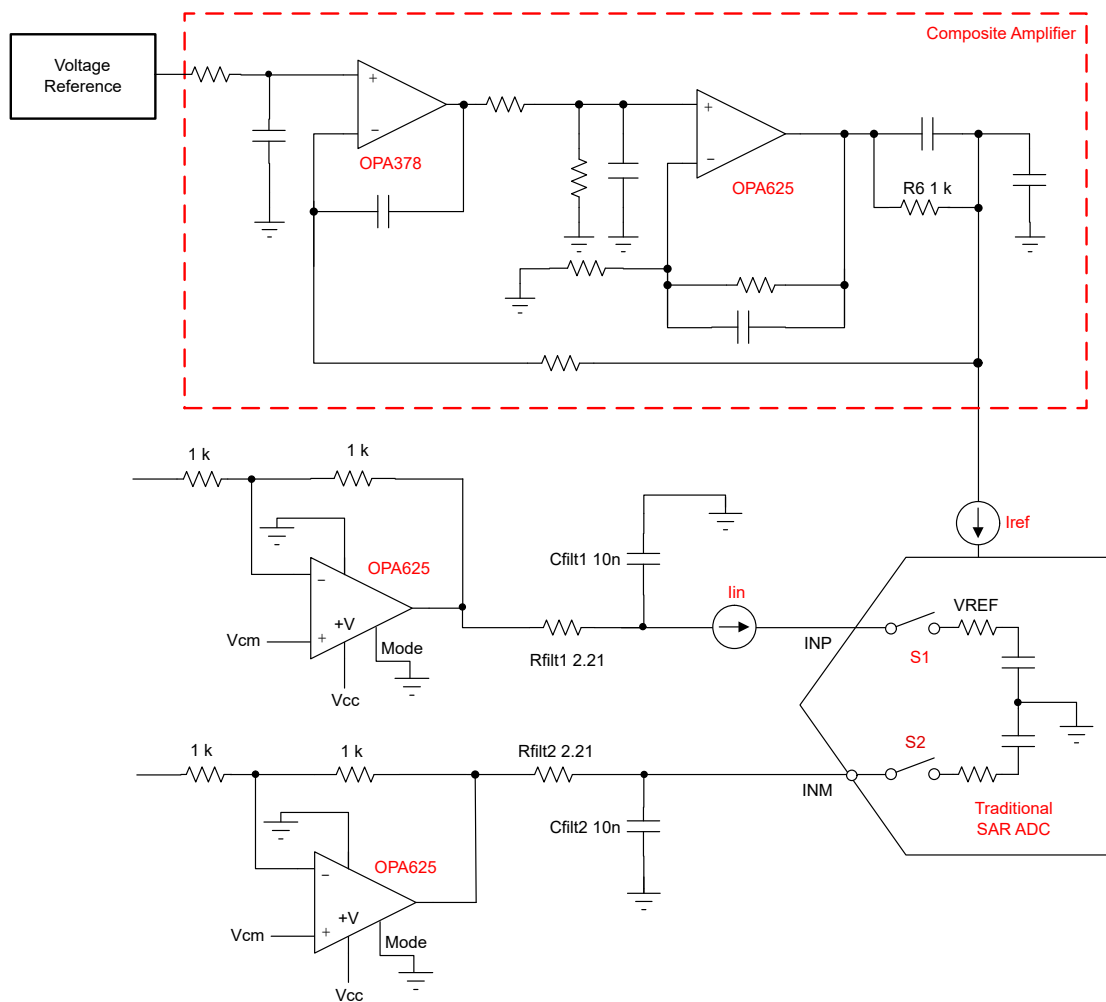 Composite Amplifier
Voltage
Reference
+
−
OPA378
+
−
OPA625
R6 1 k
1 k
1 k
OPA625
−
+V
+
Vcm
Mode
Vcc
Cfilt1 10n
Rfilt1 2.21
Iin
Iref
INP
VREF
S1
1 k
1 k
Rfilt2 2.21
OPA625
−
+V
+
Vcm
Mode
Vcc
Cfilt2 10n
INM
S2
Traditional
SAR ADC